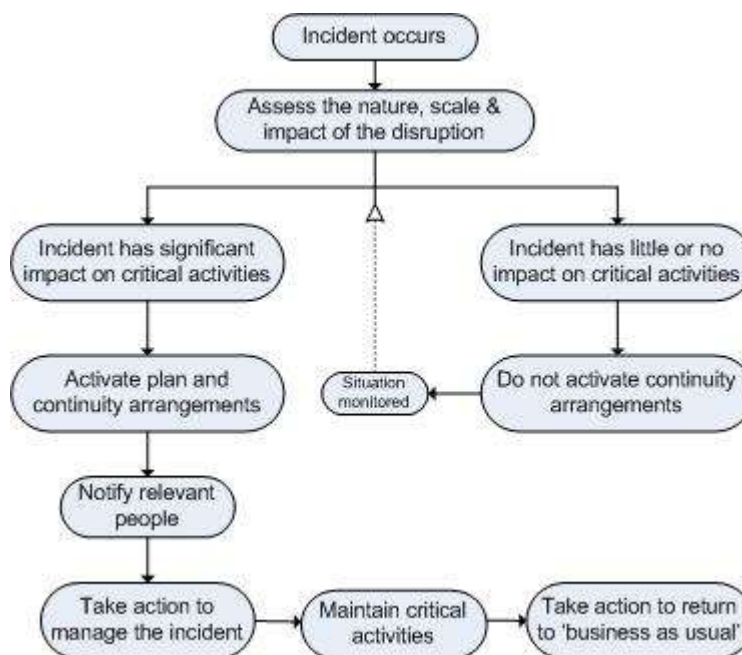 Incident occurs
Assess the nature, scale &
impact of the disruption
Incident has significant
impact on critical activities
Incident has little or no
impact on critical activities
Activate plan and
continuity arrangements
Situation
monitored
Do not activate continuity
arrangements
Notify relevant
people
Take action to
manage the incident
Maintain critical
activities
Take action to return
to 'business as usual'